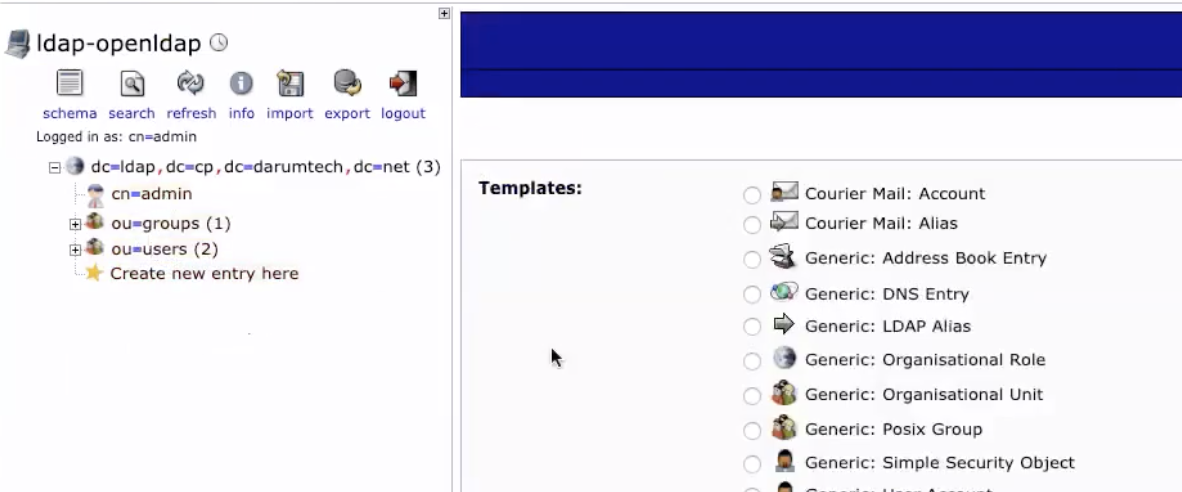 ldap-openldap
schema search refresh info import export logout
Logged in as: cn=admin
dc=ldap,dc=cp,dc=darumtech,dc=net (3)
cn=admin
ou=groups (1)
ou=users (2)
Create new entry here
Templates:
Courier Mail: Account
Courier Mail: Alias
Generic: Address Book Entry
Generic: DNS Entry
Generic: LDAP Alias
Generic: Organisational Role
Generic: Organisational Unit
Generic: Posix Group
Generic: Simple Security Object
Generic: User Account